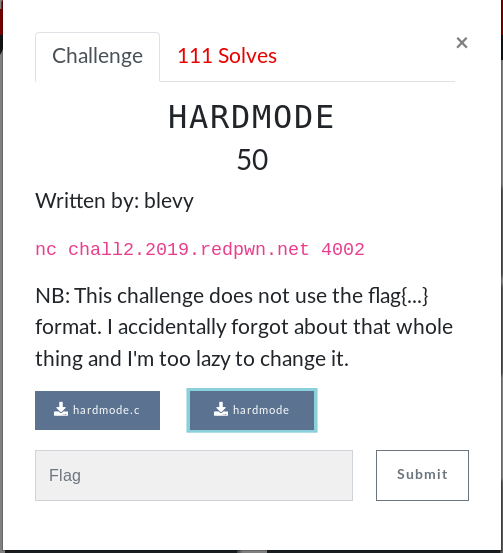 Challenge
111 Solves
×
HARDMODE
50
Written by: blevy
nc chall2.2019.redpwn.net 4002
NB: This challenge does not use the flag{...}
format. I accidentally forgot about that whole
thing and I'm too lazy to change it.
hardmode.c
hardmode
Flag
Submit